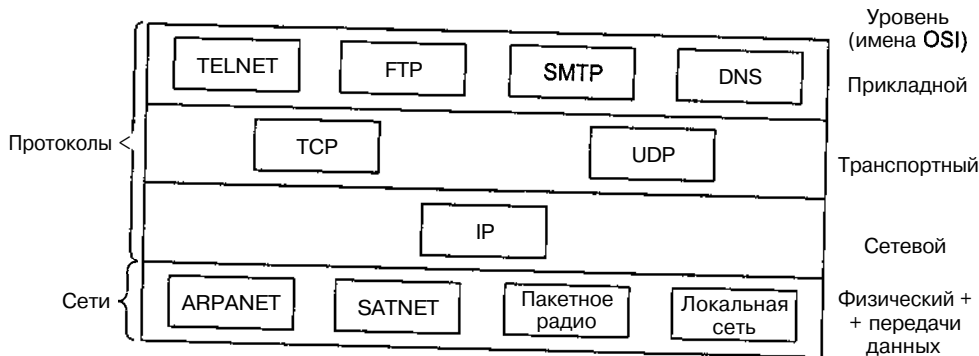 Уровень
(имена OSI)
TELNET
FTP
SMTP
DNS
Прикладной
Протоколы
TCP
UDP
Транспортный
IP
Сетевой
Сети
ARPANET
SATNET
Пакетное
радио
Локальная
сеть
Физический +
+ передачи
данных